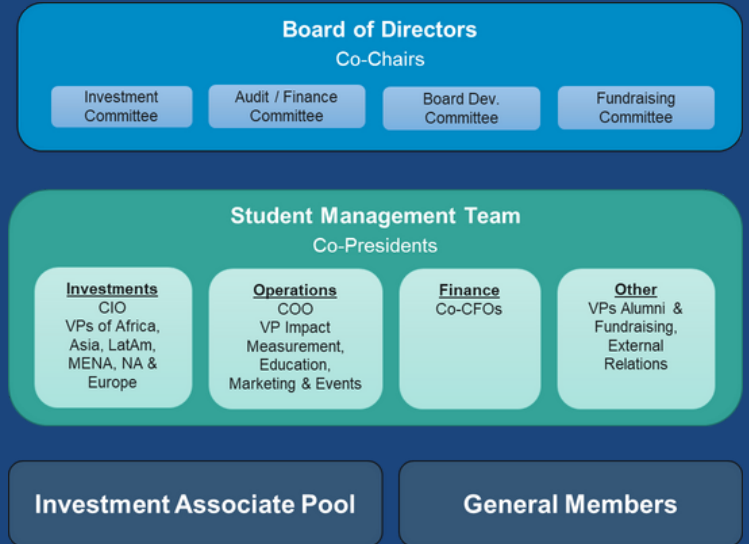 Board of Directors
Co-Chairs
Investment
Committee
Audit / Finance
Committee
Board Dev.
Committee
Fundraising
Committee
Student Management Team
Co-Presidents
Investments
CIO
VPs of Africa,
Asia, LatAm,
MENA, NA &
Europe
Operations
COO
VP Impact
Measurement,
Education,
Marketing & Events
Finance
Co-CFOs
Other
VPs Alumni &
Fundraising,
External
Relations
Investment Associate Pool
General Members